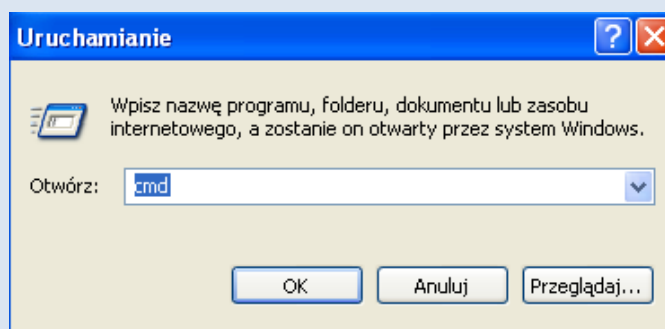 Uruchamianie
Wpisz nazwę programu, folderu, dokumentu lub zasobu
internetowego, a zostanie on otwarty przez system Windows.
Otwórz: cmd
OK Anuluj Przeglądaj...